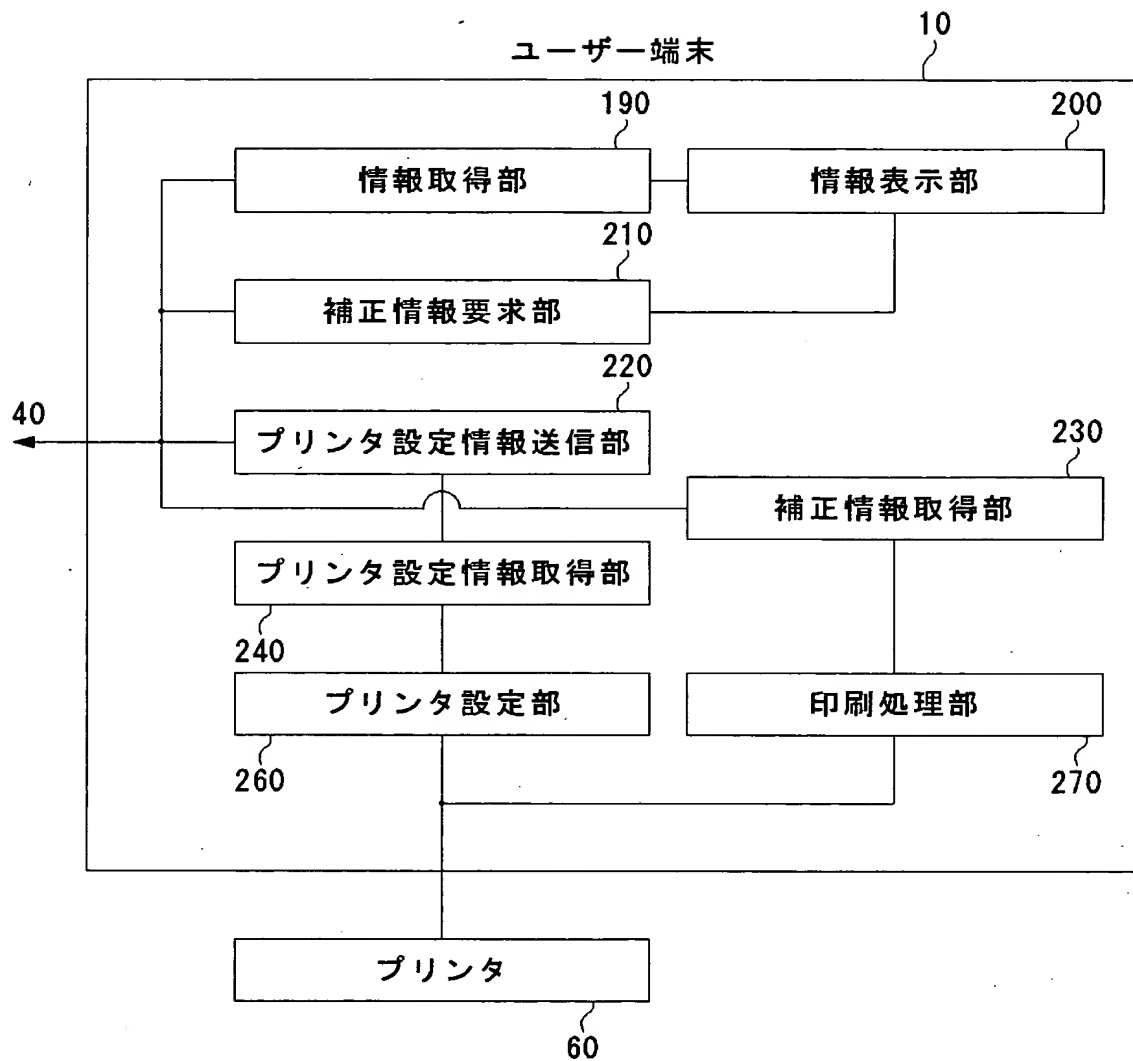 10
ユーザー端末
190
200
情報取得部
情報表示部
210
補正情報要求部
220
40
プリンタ設定情報送信部
230
補正情報取得部
プリンタ設定情報取得部
240
プリンタ設定部
印刷処理部
260
270
プリンタ
60